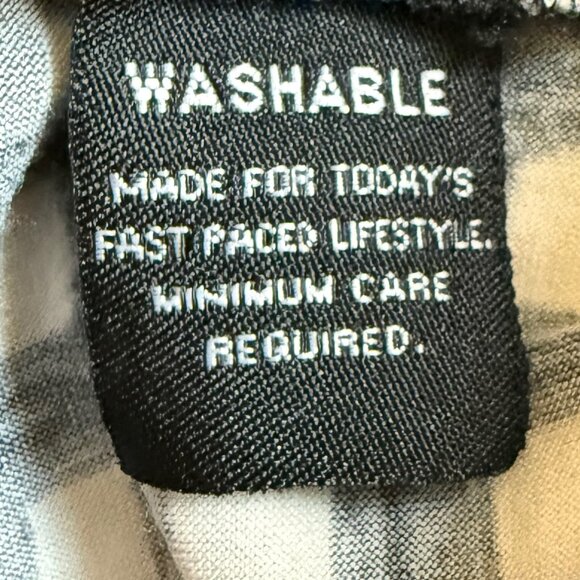 WASHABLE
MADE FOR TODAY'S
FAST PACED LIFESTYLE.
MINIMUM CARE
REQUIRED.